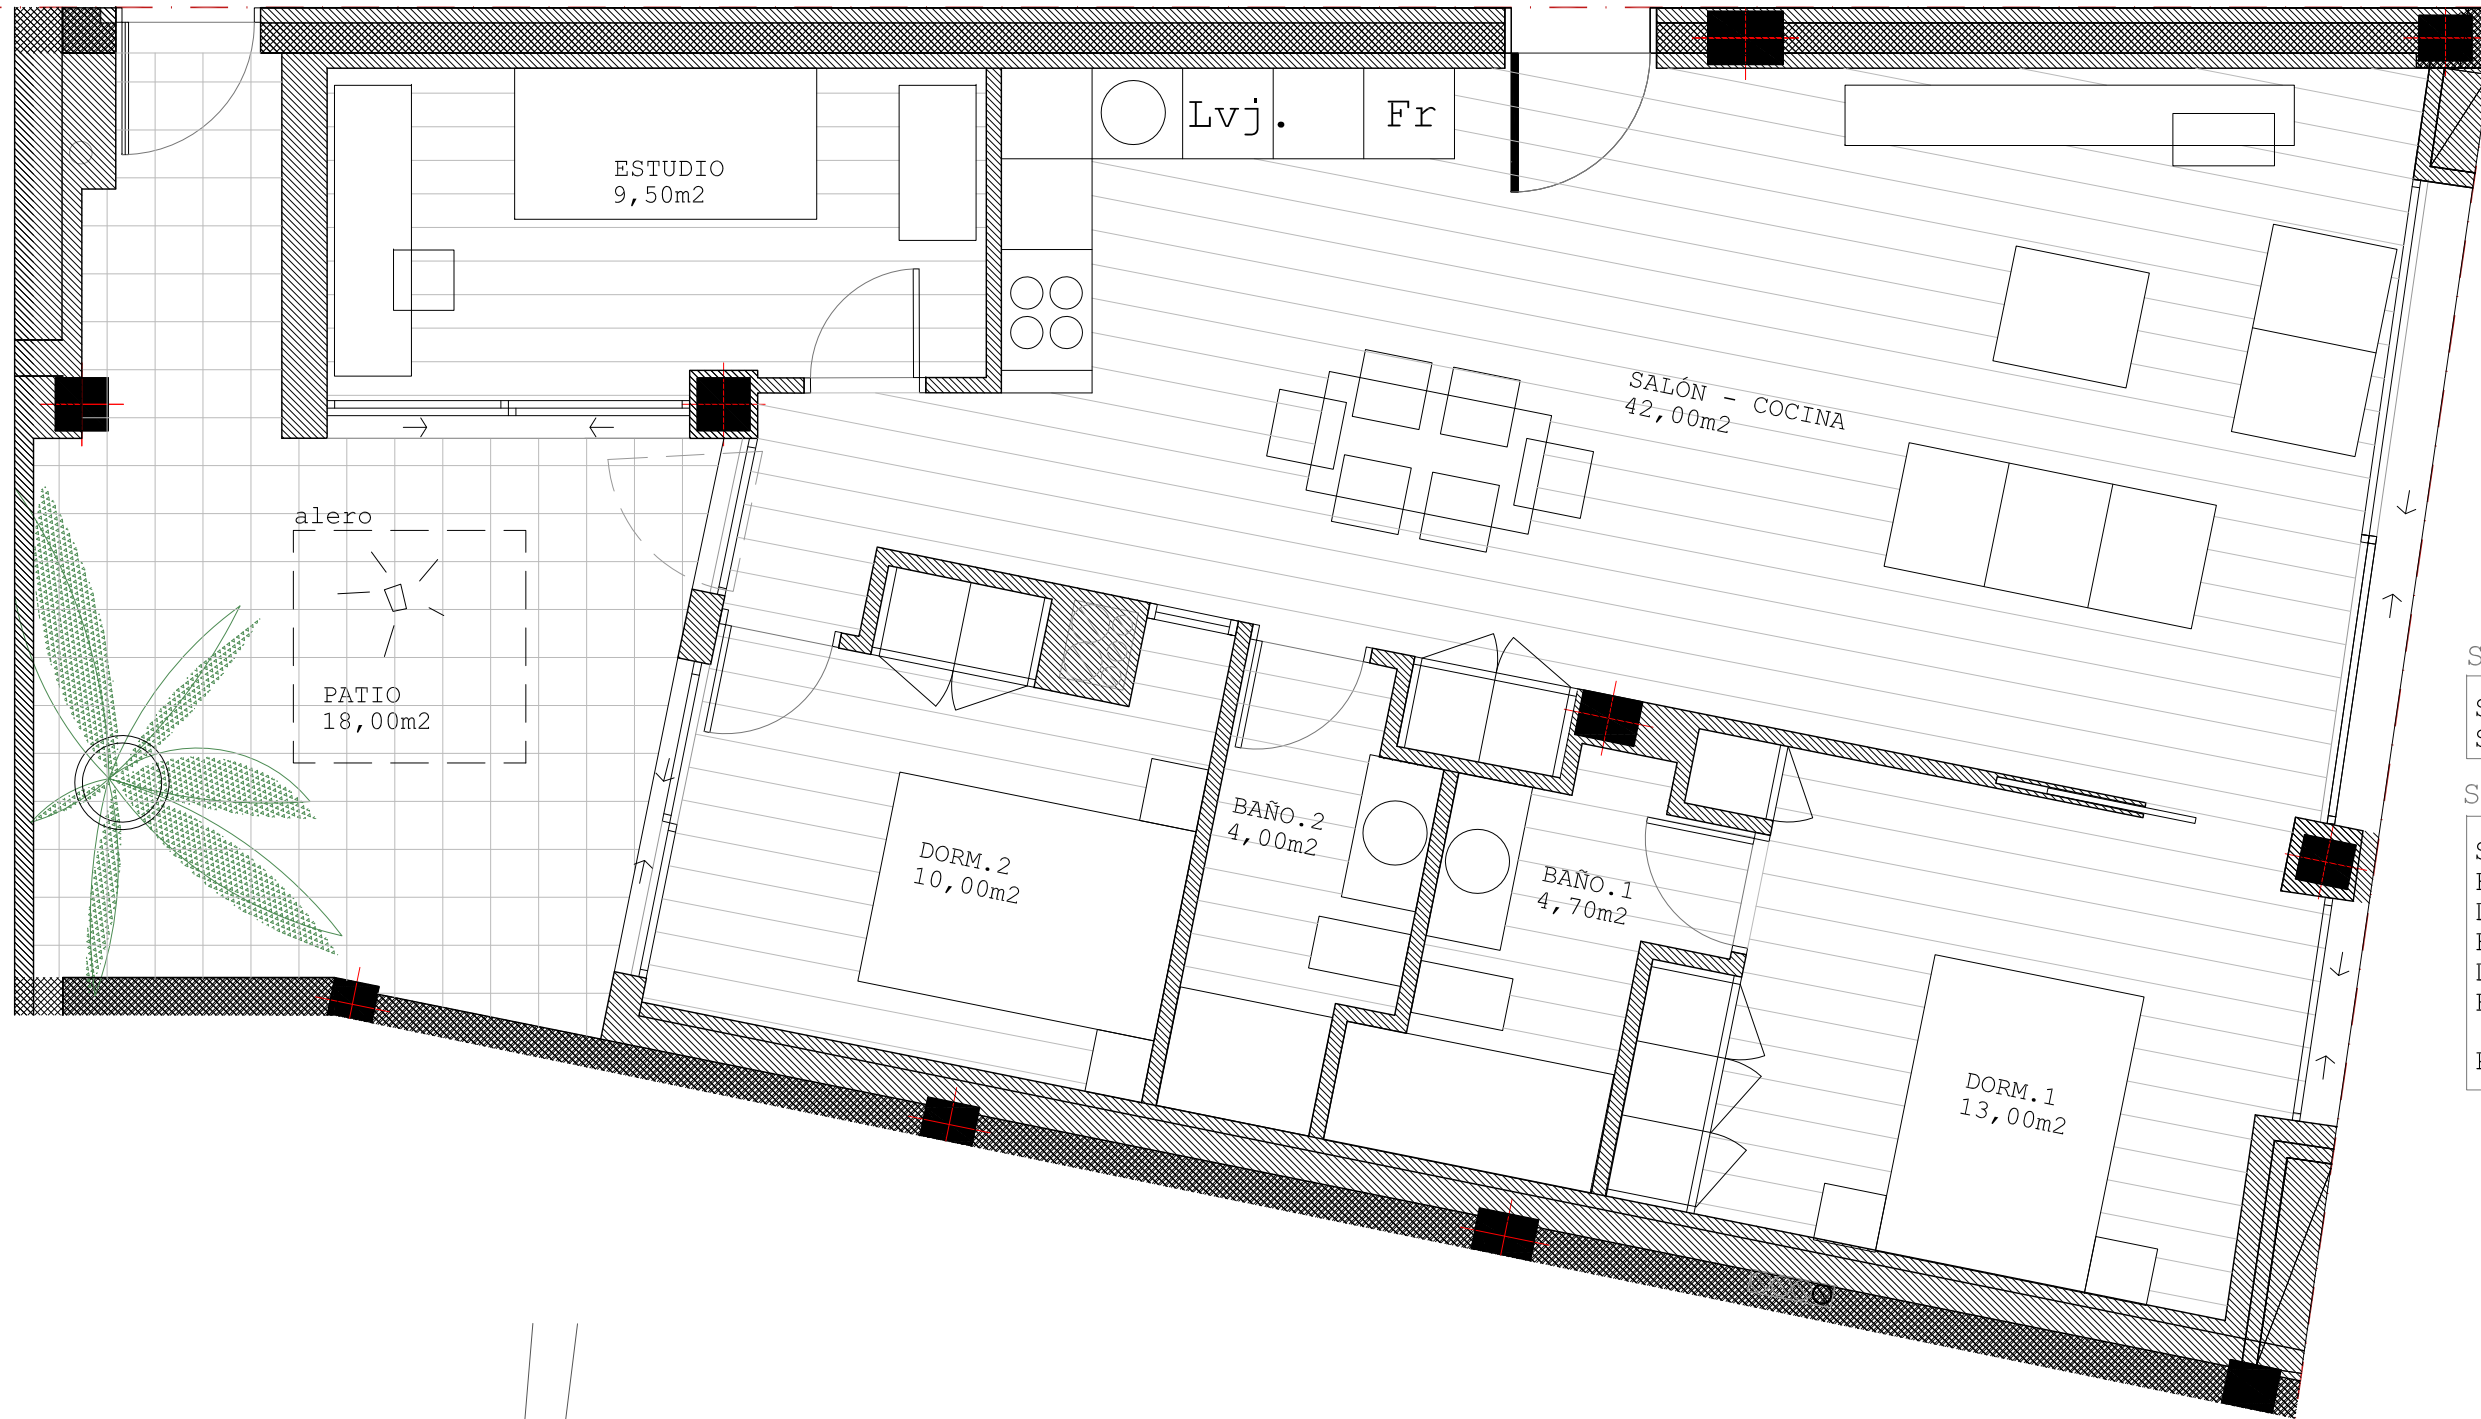 Lvj.
Fr
ESTUDIO
9,50m2
SALÓN - COCINA
42,00m2
alero
PATIO
18,00m2
DORM.2
10,00m2
BAÑO.2
4,00m2
BAÑO.1
4,70m2
DORM.1
13,00m2